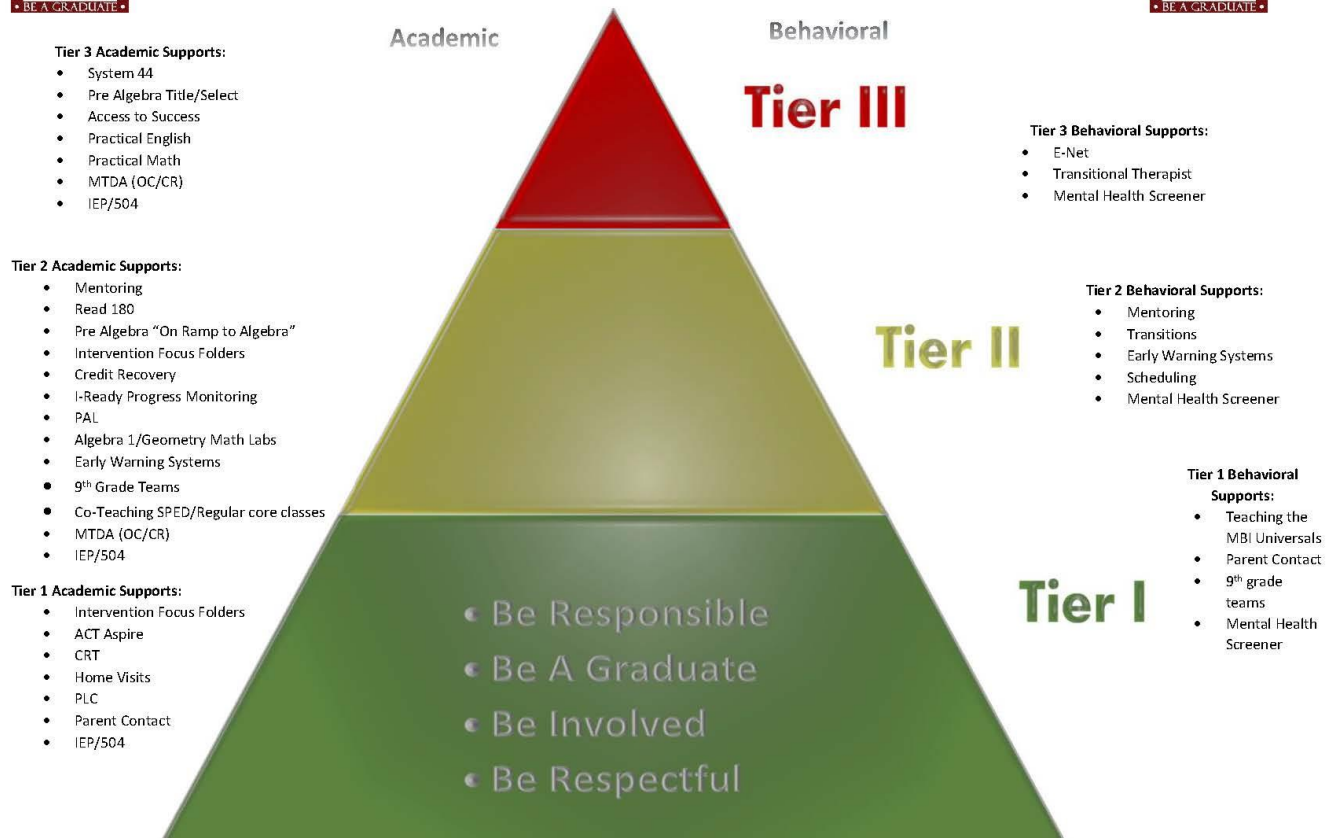 • BE A GRADUATE •
• BE A GRADUATE •
Academic
Behavioral
Tier 3 Academic Supports:
• System 44
• Pre Algebra Title/Select
• Access to Success
• Practical English
• Practical Math
• MTDA (OC/CR)
• IEP/504
Tier III
Tier 3 Behavioral Supports:
• E-Net
• Transitional Therapist
• Mental Health Screener
Tier 2 Academic Supports:
• Mentoring
• Read 180
• Pre Algebra “On Ramp to Algebra”
• Intervention Focus Folders
• Credit Recovery
• I-Ready Progress Monitoring
• PAL
• Algebra 1/Geometry Math Labs
• Early Warning Systems
• 9th Grade Teams
• Co-Teaching SPED/Regular core classes
• MTDA (OC/CR)
• IEP/504
Tier II
Tier 2 Behavioral Supports:
• Mentoring
• Transitions
• Early Warning Systems
• Scheduling
• Mental Health Screener
Tier 1 Academic Supports:
• Intervention Focus Folders
• ACT Aspire
• CRT
• Home Visits
• PLC
• Parent Contact
• IEP/504
• Be Responsible
• Be A Graduate
• Be Involved
• Be Respectful
Tier I
Tier 1 Behavioral
Supports:
• Teaching the
MBI Universals
• Parent Contact
• 9th grade
teams
• Mental Health
Screener